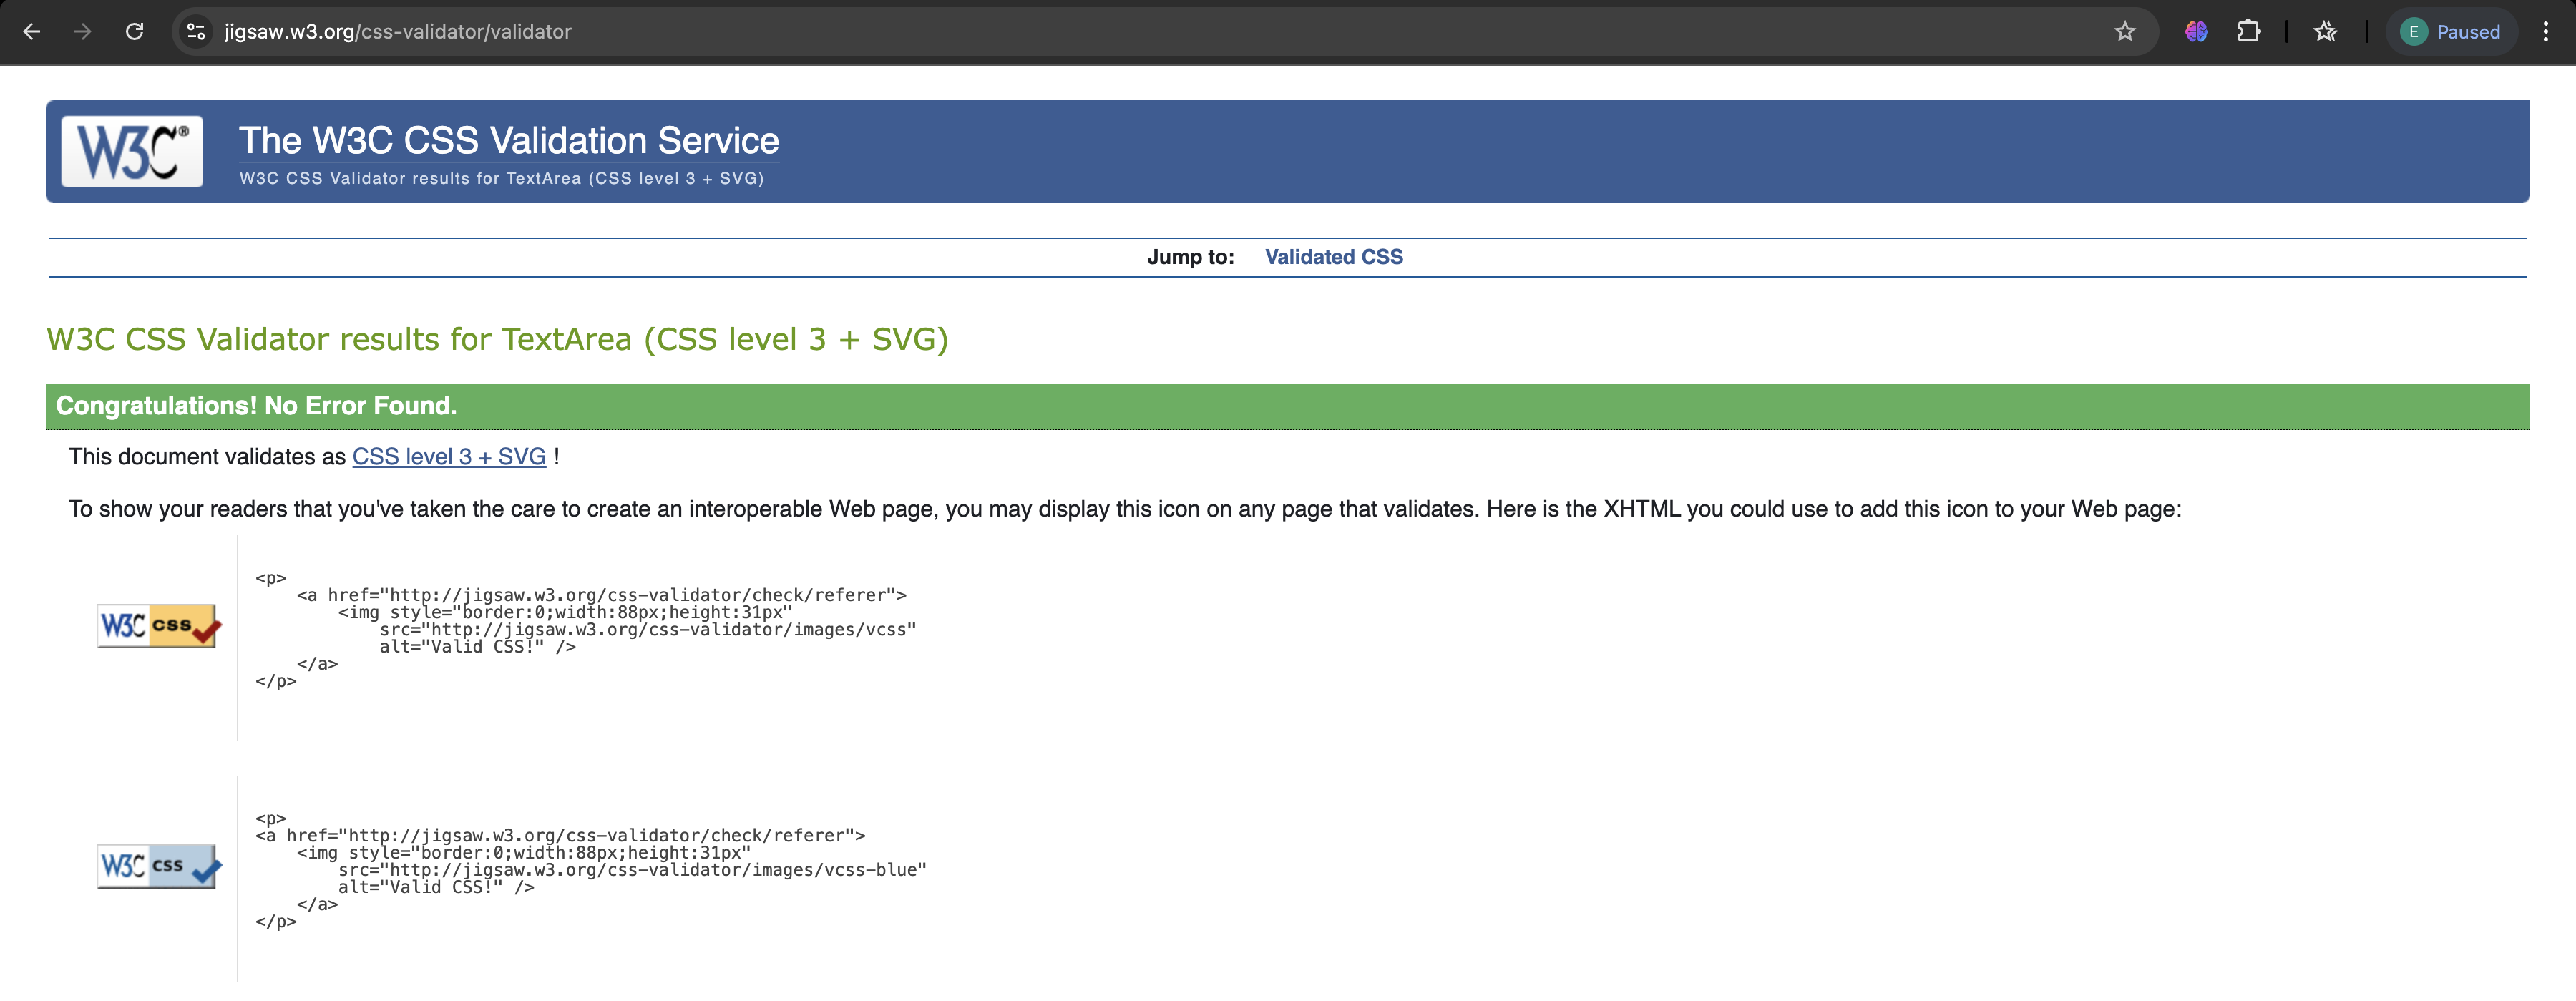 jigsaw.w3.org/css-validator/validator
E Paused
W3C® The W3C CSS Validation Service
W3C CSS Validator results for TextArea (CSS level 3 + SVG)
Jump to: Validated CSS
W3C CSS Validator results for TextArea (CSS level 3 + SVG)
Congratulations! No Error Found.
This document validates as CSS level 3 + SVG !
To show your readers that you've taken the care to create an interoperable Web page, you may display this icon on any page that validates. Here is the XHTML you could use to add this icon to your Web page:
W3C css
<p>
    <a href="http://jigsaw.w3.org/css-validator/check/referer">
        <img style="border:0;width:88px;height:31px"
            src="http://jigsaw.w3.org/css-validator/images/vcss"
            alt="Valid CSS!" />
    </a>
</p>
W3C css
<p>
<a href="http://jigsaw.w3.org/css-validator/check/referer">
    <img style="border:0;width:88px;height:31px"
        src="http://jigsaw.w3.org/css-validator/images/vcss-blue"
        alt="Valid CSS!" />
    </a>
</p>